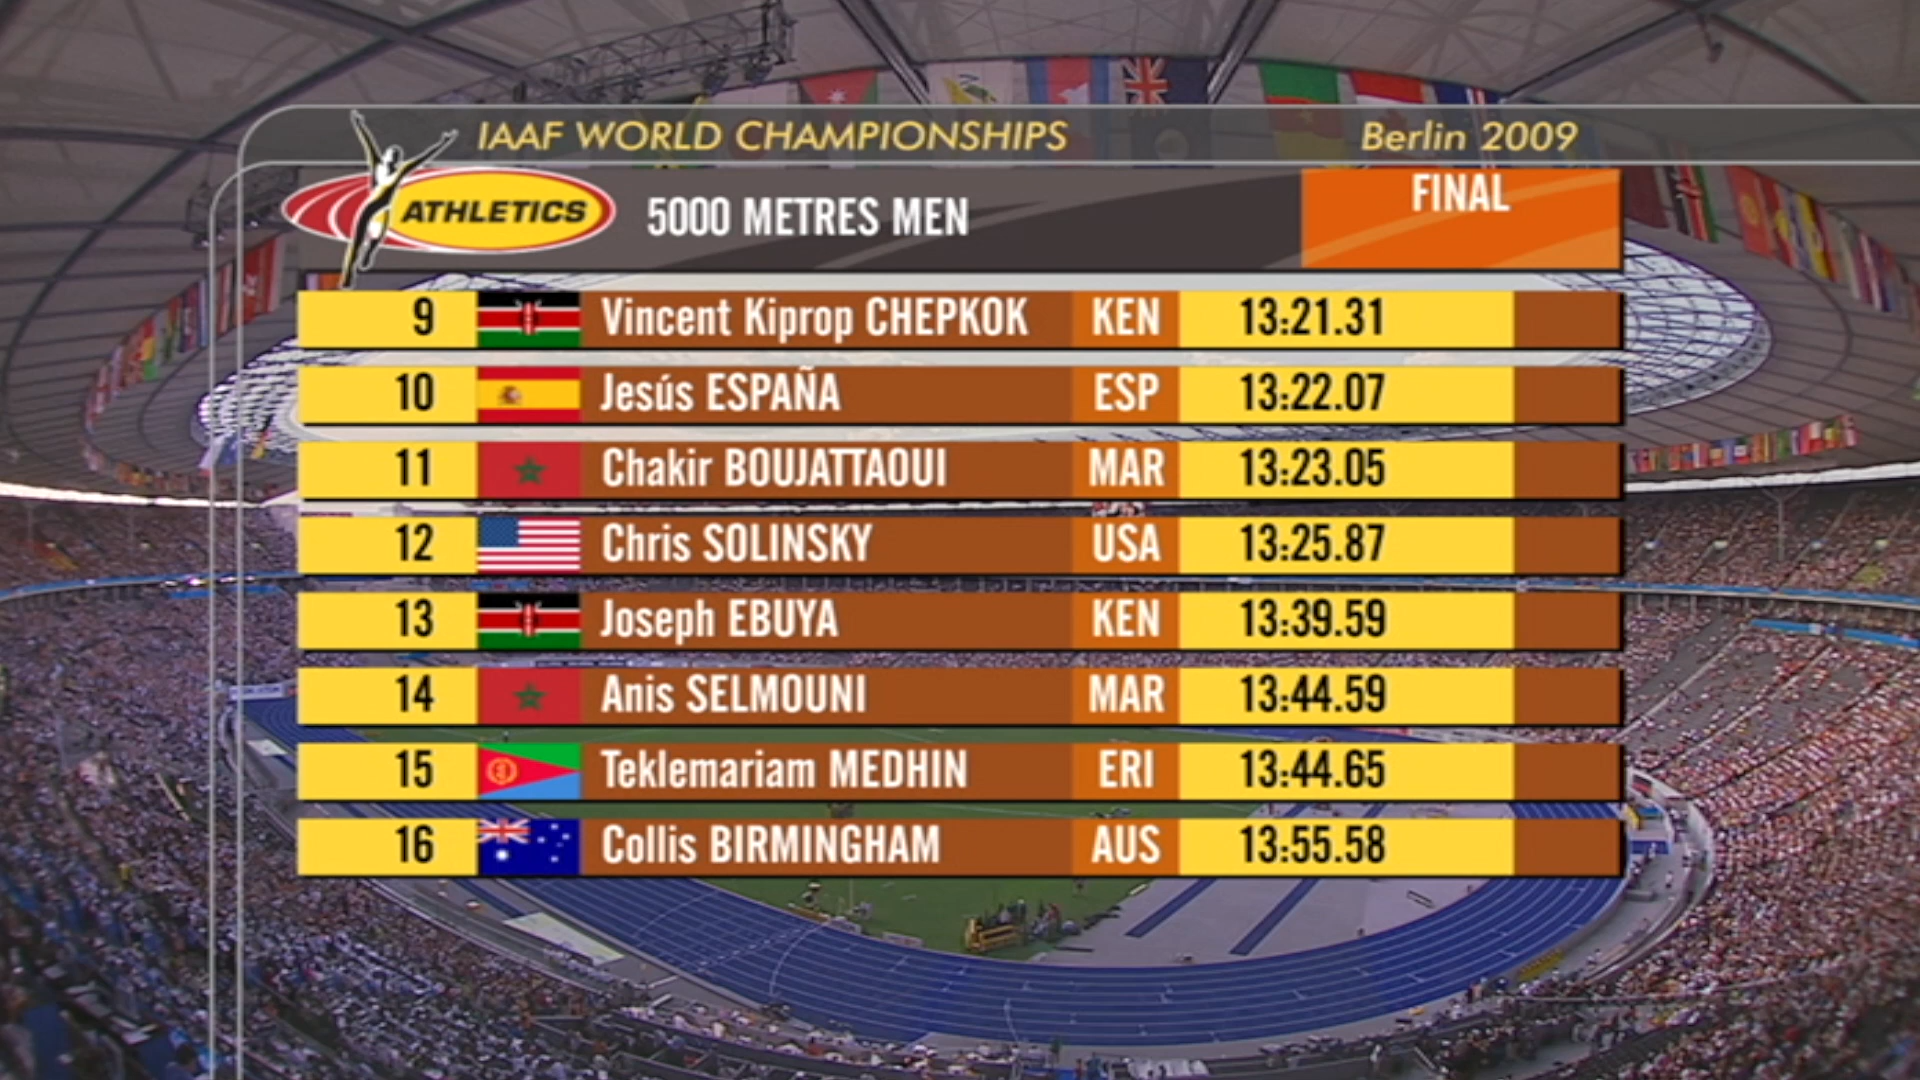 IAAF WORLD CHAMPIONSHIPS Berlin 2009
ATHLETICS 5000 METRES MEN FINAL
9 Vincent Kiprop CHEPKOK KEN 13:21.31
10 Jesús ESPAÑA ESP 13:22.07
11 Chakir BOUJATTAOUI MAR 13:23.05
12 Chris SOLINSKY USA 13:25.87
13 Joseph EBUYA KEN 13:39.59
14 Anis SELMOUNI MAR 13:44.59
15 Teklemariam MEDHIN ERI 13:44.65
16 Collis BIRMINGHAM AUS 13:55.58